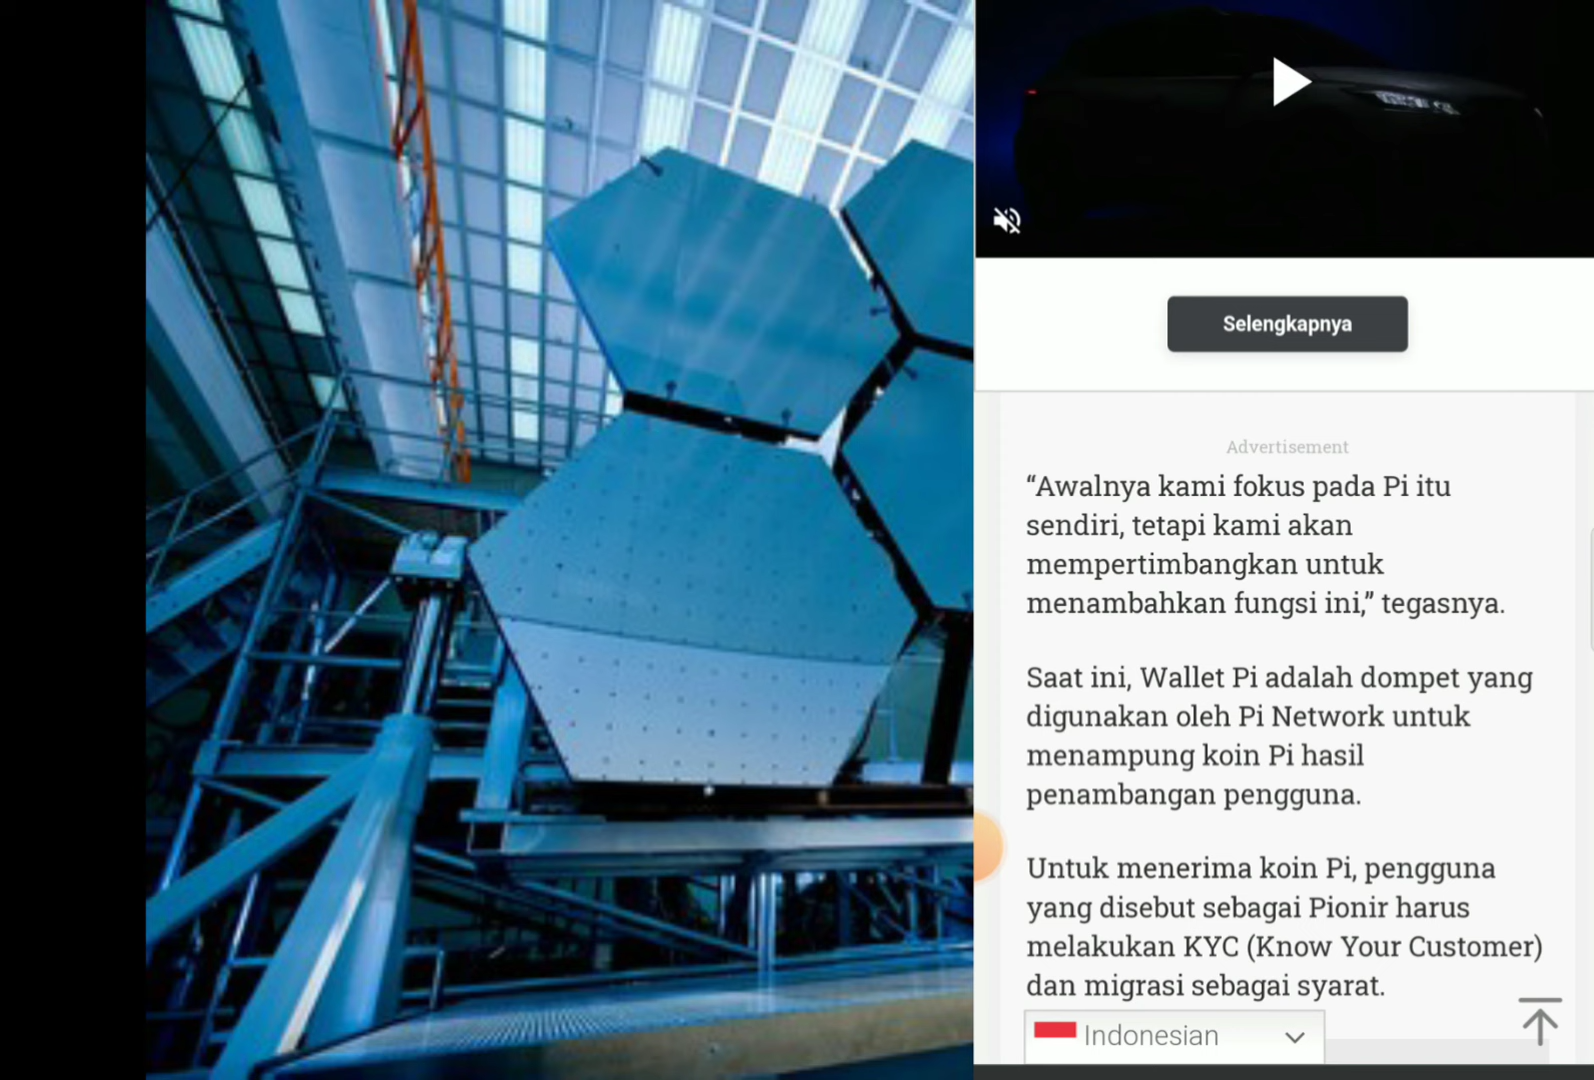 Selengkapnya
Advertisement
“Awalnya kami fokus pada Pi itu
sendiri, tetapi kami akan
mempertimbangkan untuk
menambahkan fungsi ini,” tegasnya.
Saat ini, Wallet Pi adalah dompet yang
digunakan oleh Pi Network untuk
menampung koin Pi hasil
penambangan pengguna.
Untuk menerima koin Pi, pengguna
yang disebut sebagai Pionir harus
melakukan KYC (Know Your Customer)
dan migrasi sebagai syarat.
Indonesian